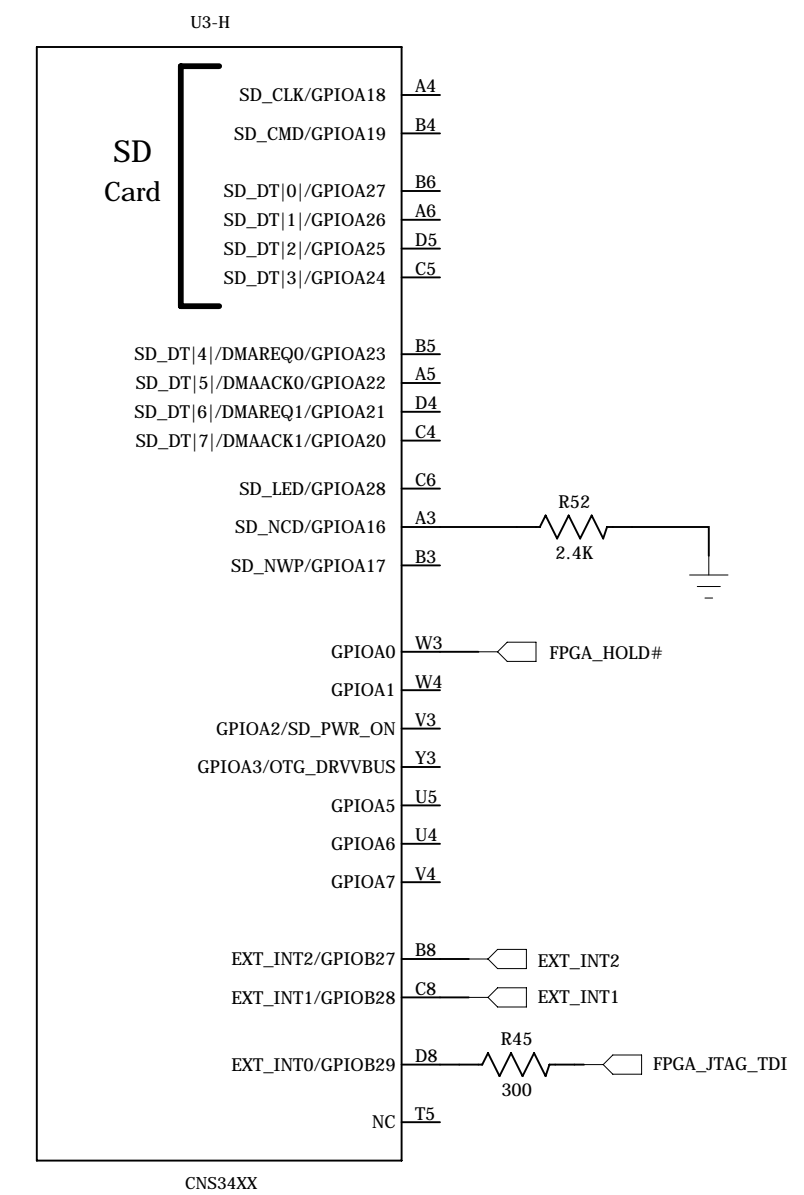 U3-H
SD
Card
SD_CLK/GPIOA18 A4
SD_CMD/GPIOA19 B4
SD_DT|0|/GPIOA27 B6
SD_DT|1|/GPIOA26 A6
SD_DT|2|/GPIOA25 D5
SD_DT|3|/GPIOA24 C5
SD_DT|4|/DMAREQ0/GPIOA23 B5
SD_DT|5|/DMAACK0/GPIOA22 A5
SD_DT|6|/DMAREQ1/GPIOA21 D4
SD_DT|7|/DMAACK1/GPIOA20 C4
SD_LED/GPIOA28 C6
R52
SD_NCD/GPIOA16 A3
2.4K
SD_NWP/GPIOA17 B3
GPIOA0 W3 FPGA_HOLD#
GPIOA1 W4
GPIOA2/SD_PWR_ON V3
GPIOA3/OTG_DRVVBUS Y3
GPIOA5 U5
GPIOA6 U4
GPIOA7 V4
EXT_INT2/GPIOB27 B8 EXT_INT2
EXT_INT1/GPIOB28 C8 EXT_INT1
R45
EXT_INT0/GPIOB29 D8 FPGA_JTAG_TDI
300
NC T5
CNS34XX